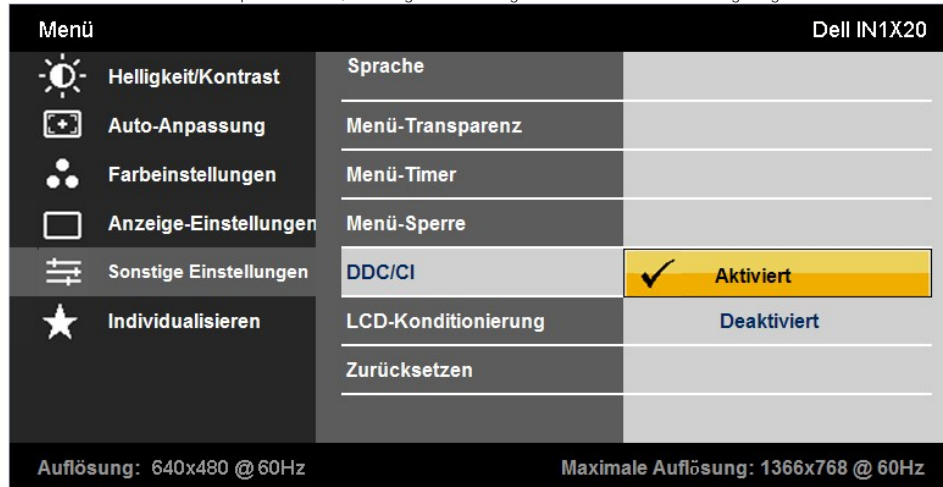 Menü Dell IN1X20
Helligkeit/Kontrast
Auto-Anpassung
Farbeinstellungen
Anzeige-Einstellungen
Sonstige Einstellungen
Individualisieren
Sprache
Menü-Transparenz
Menü-Timer
Menü-Sperre
DDC/CI
LCD-Konditionierung
Zurücksetzen
Aktiviert
Deaktiviert
Auflösung: 640x480 @ 60Hz Maximale Auflösung: 1366x768 @ 60Hz